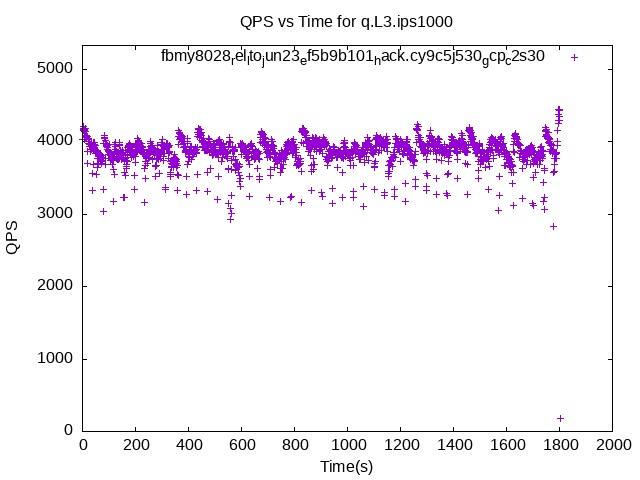 QPS vs Time for q.L3.ips1000
fbmy8028relltojun23ef5b9b101hack.cy9c5j530gcpc2s30
5000
4000
3000
2000
1000
0
QPS
0 200 400 600 800 1000 1200 1400 1600 1800 2000
Time(s)